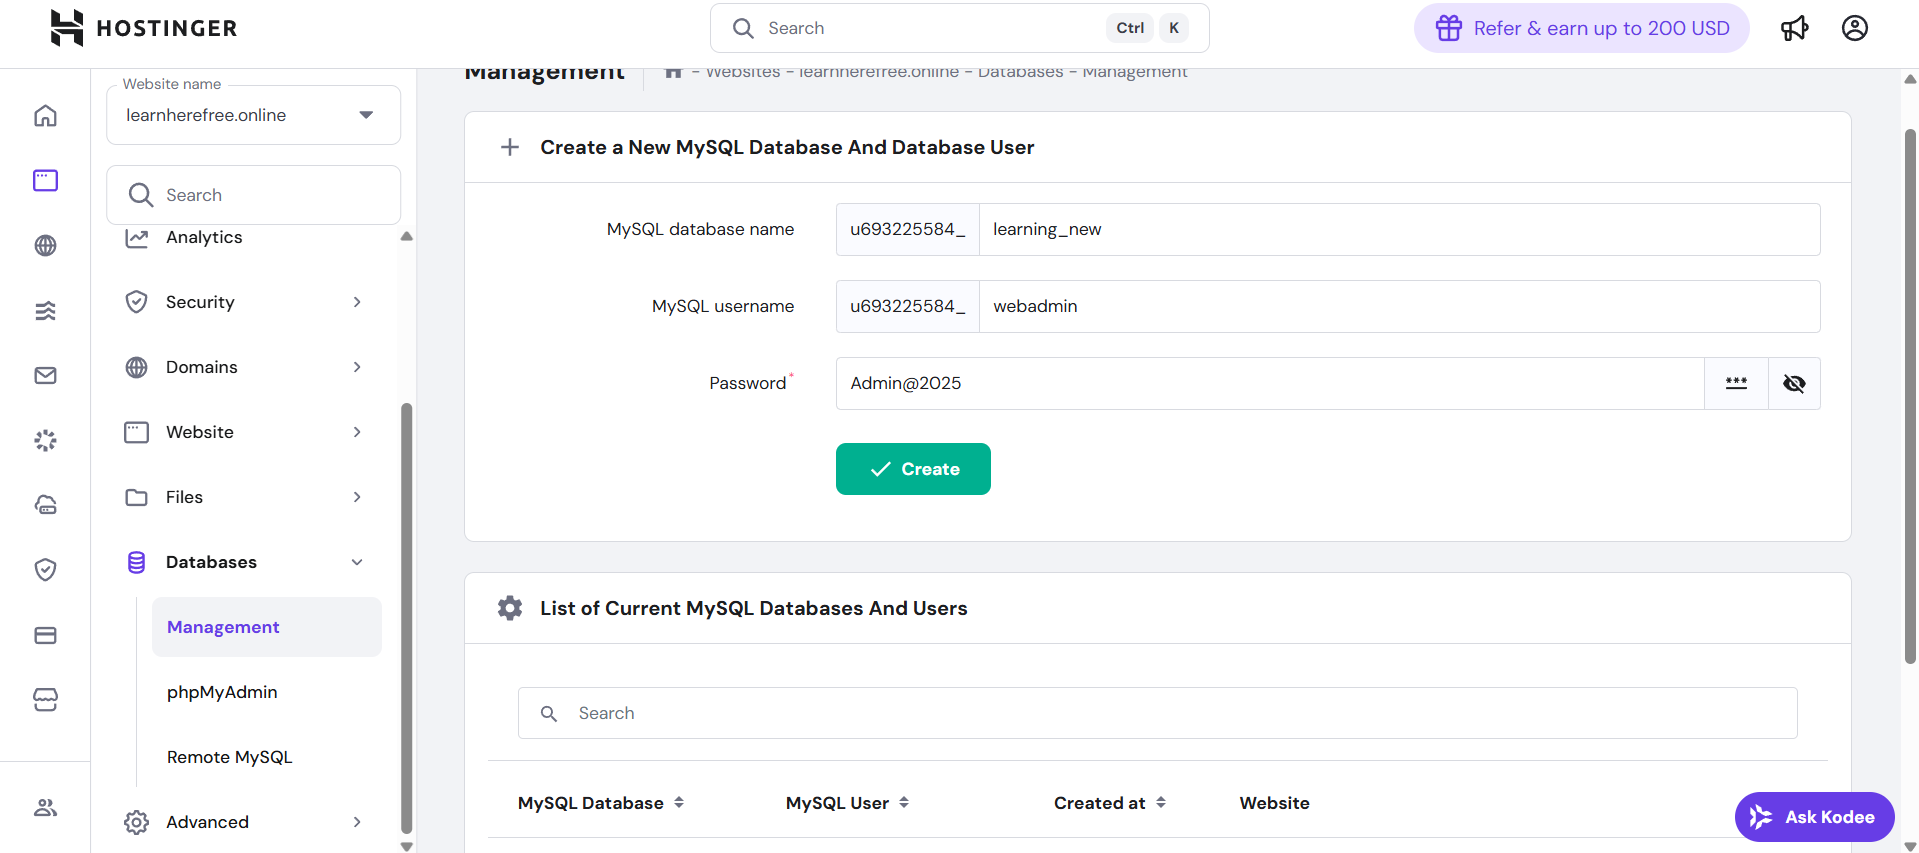 HOSTINGER
Search
Ctrl
K
Refer & earn up to 200 USD
Website name
learnherefree.online
Search
Analytics
Security
Domains
Website
Files
Databases
Management
phpMyAdmin
Remote MySQL
Advanced
Management
- Websites - learnherefree.online - Databases - Management
Create a New MySQL Database And Database User
MySQL database name
u693225584_
learning_new
MySQL username
u693225584_
webadmin
Password*
Admin@2025
Create
List of Current MySQL Databases And Users
Search
MySQL Database
MySQL User
Created at
Website
Ask Kodee